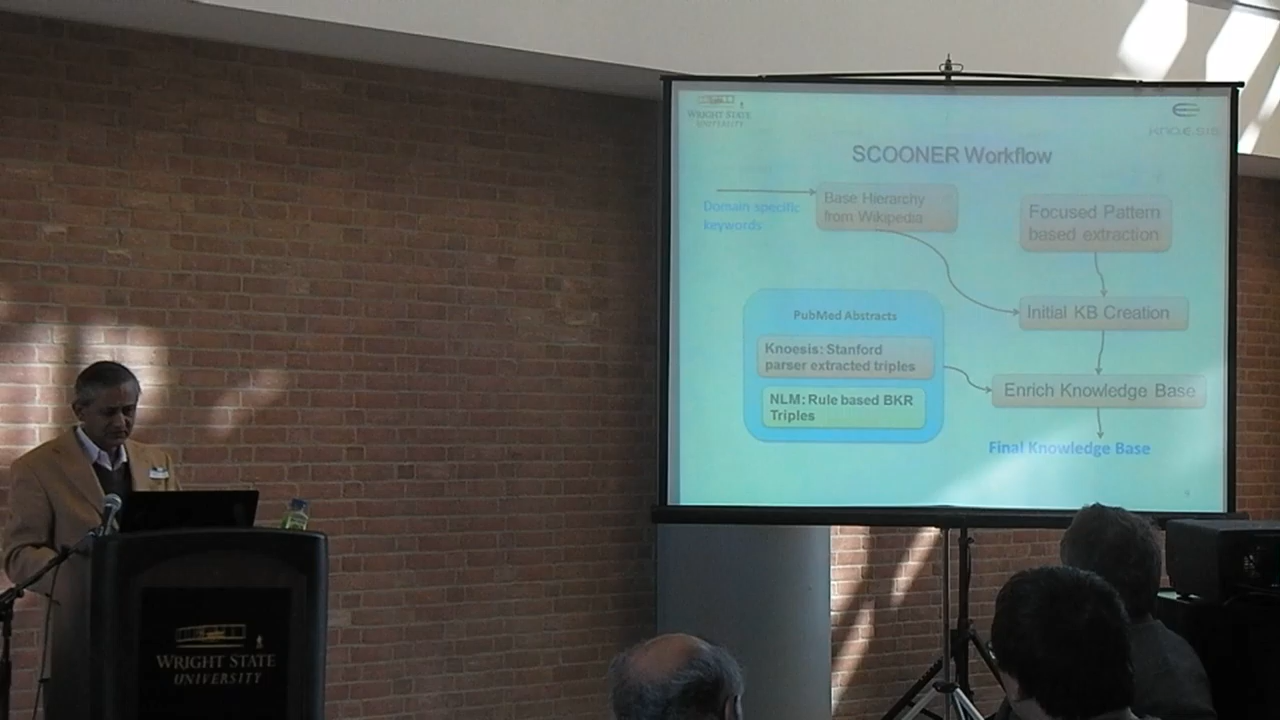 WRIGHT STATE
UNIVERSITY
KNO.E.SIS
SCOONER Workflow
Domain specific
keywords
Base Hierarchy
from Wikipedia
Focused Pattern
based extraction
Initial KB Creation
PubMed Abstracts
Knoesis: Stanford
parser extracted triples
NLM: Rule based BKR
Triples
Enrich Knowledge Base
Final Knowledge Base
WRIGHT STATE
UNIVERSITY